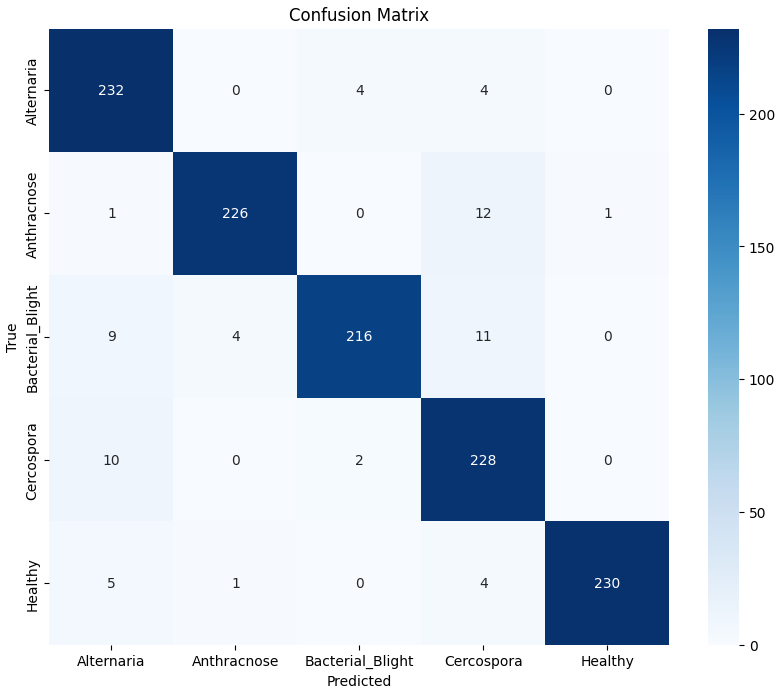 Confusion Matrix
Alternaria 232 0 4 4 0
Anthracnose 1 226 0 12 1
Bacterial_Blight 9 4 216 11 0
Cercospora 10 0 2 228 0
Healthy 5 1 0 4 230
True
Alternaria Anthracnose Bacterial_Blight Cercospora Healthy
Predicted
200
150
100
50
0